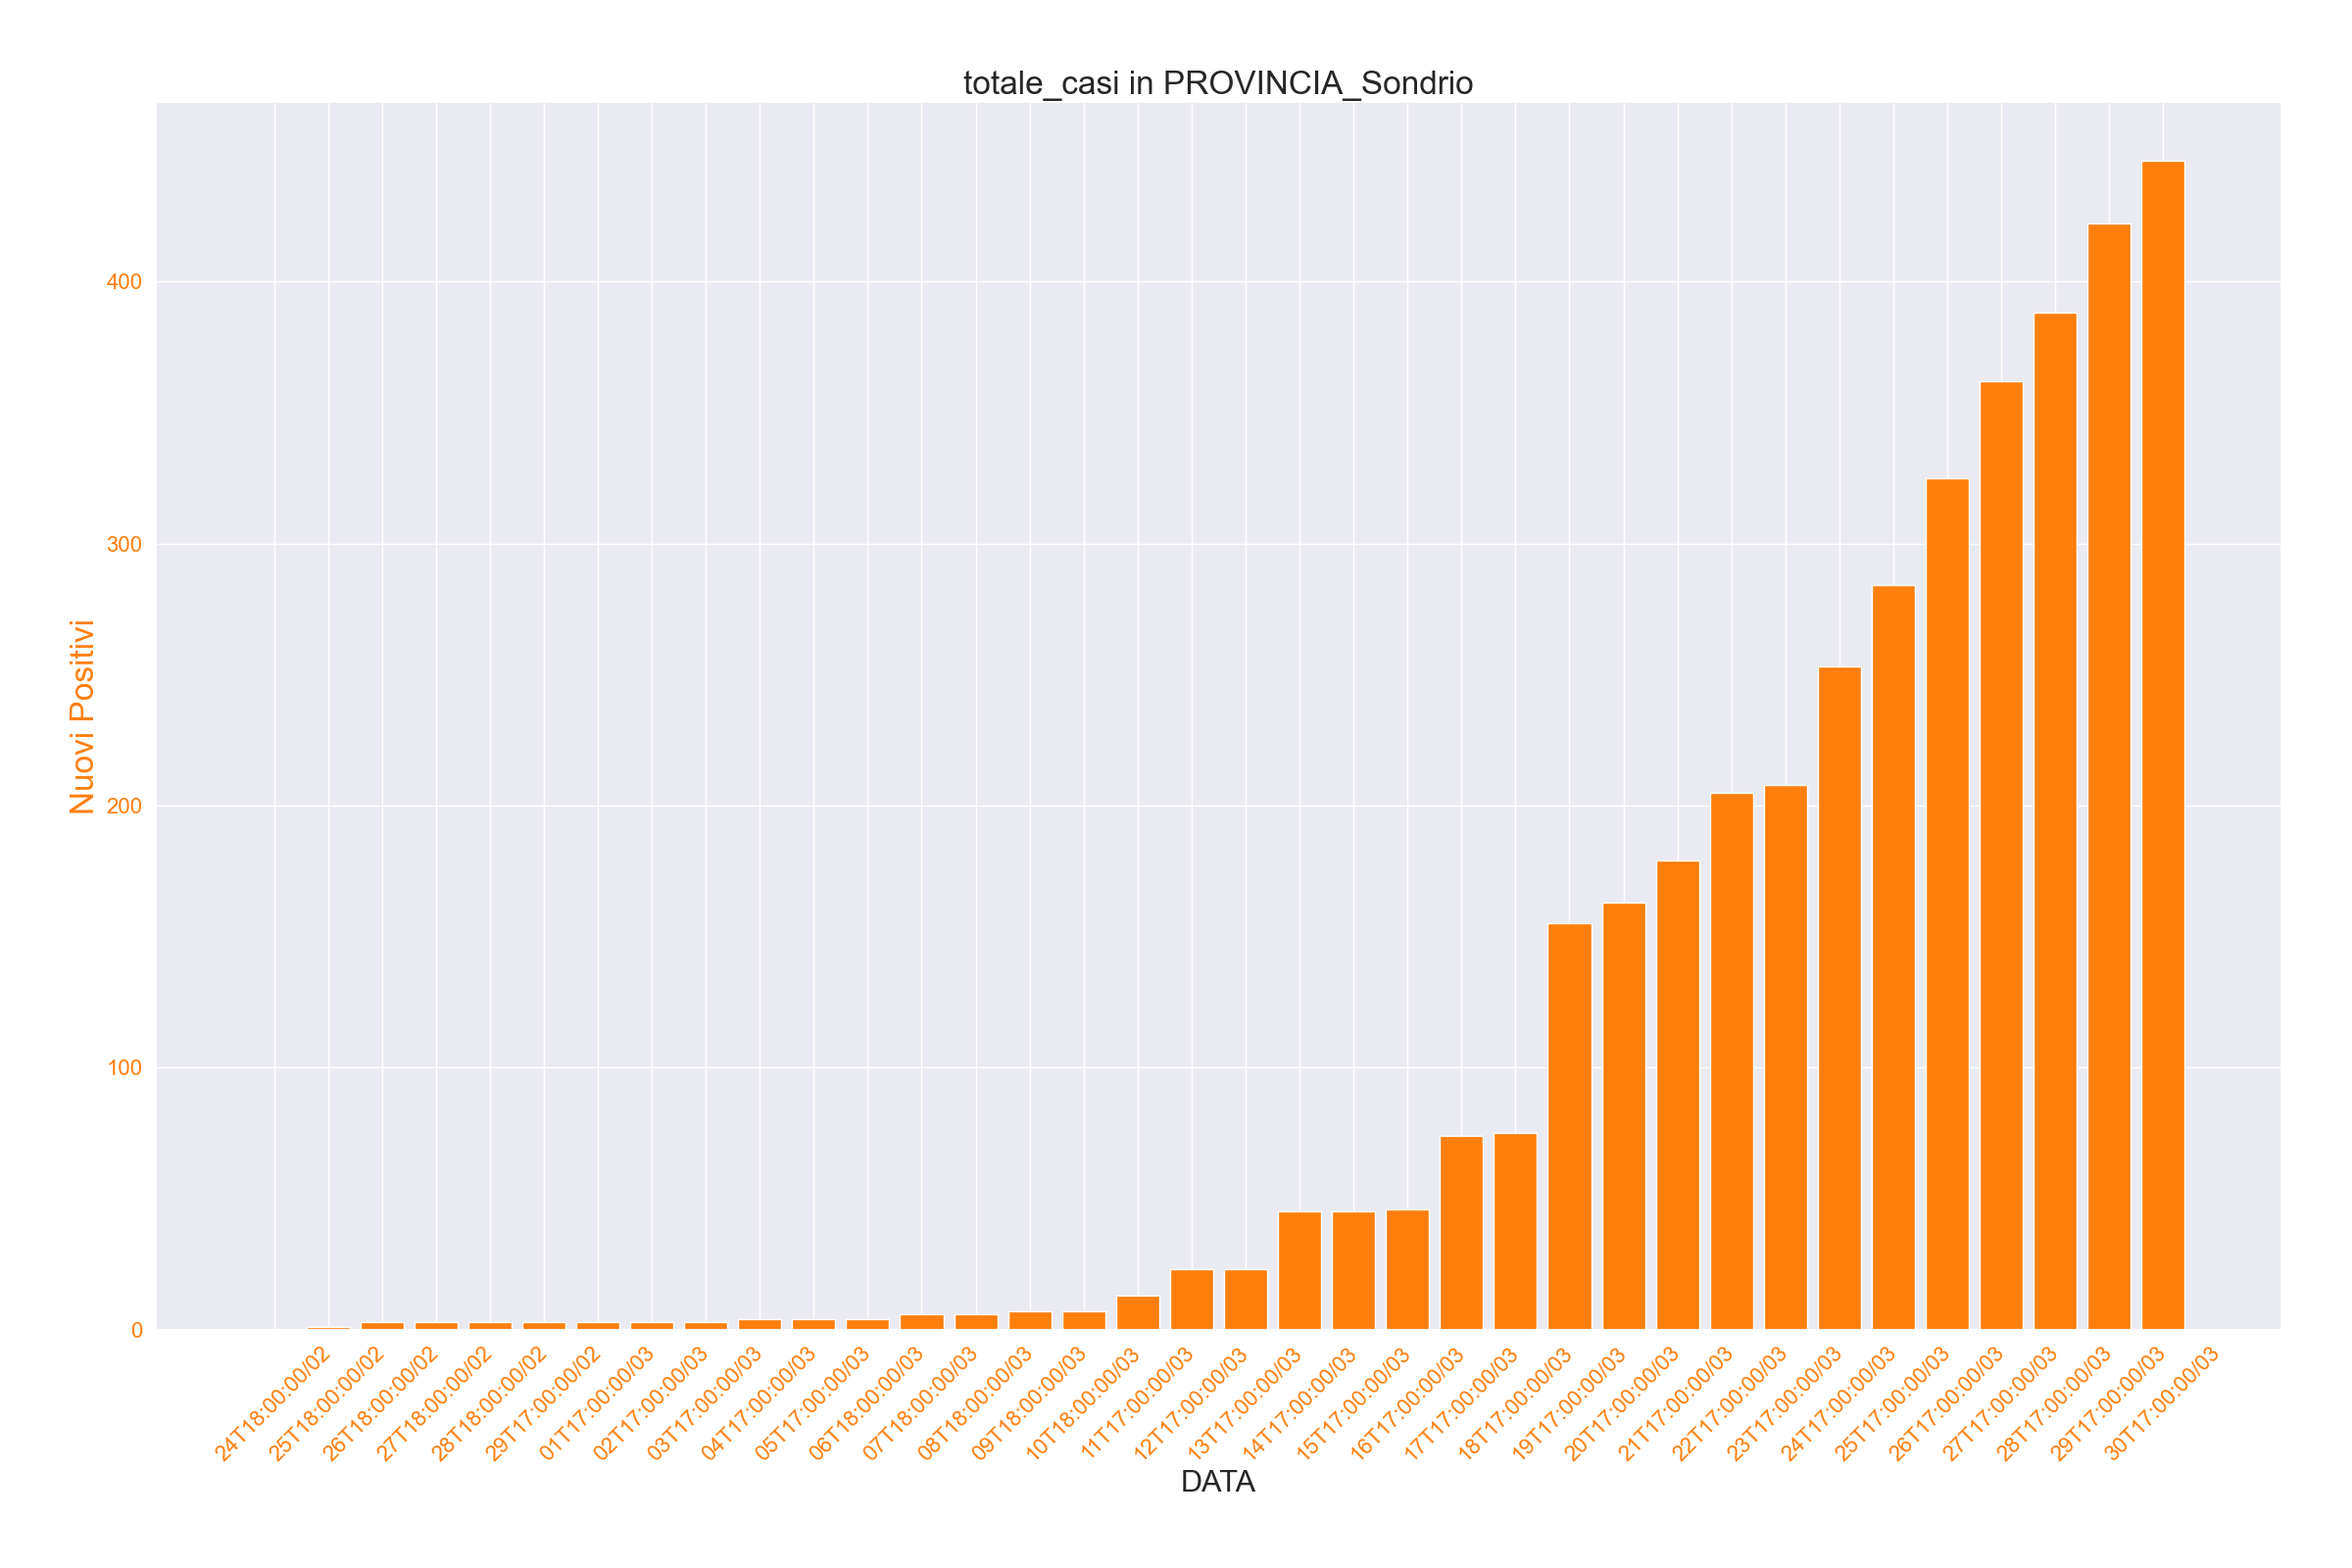 totale_casi in PROVINCIA_Sondrio
400
300
200
100
0
Nuovi Positivi
24T18:00:00/02
25T18:00:00/02
26T18:00:00/02
27T18:00:00/02
28T18:00:00/02
29T17:00:00/02
01T17:00:00/03
02T17:00:00/03
03T17:00:00/03
04T17:00:00/03
05T17:00:00/03
06T18:00:00/03
07T18:00:00/03
08T18:00:00/03
09T18:00:00/03
10T18:00:00/03
11T17:00:00/03
12T17:00:00/03
13T17:00:00/03
14T17:00:00/03
15T17:00:00/03
16T17:00:00/03
17T17:00:00/03
18T17:00:00/03
19T17:00:00/03
20T17:00:00/03
21T17:00:00/03
22T17:00:00/03
23T17:00:00/03
24T17:00:00/03
25T17:00:00/03
26T17:00:00/03
27T17:00:00/03
28T17:00:00/03
29T17:00:00/03
30T17:00:00/03
DATA